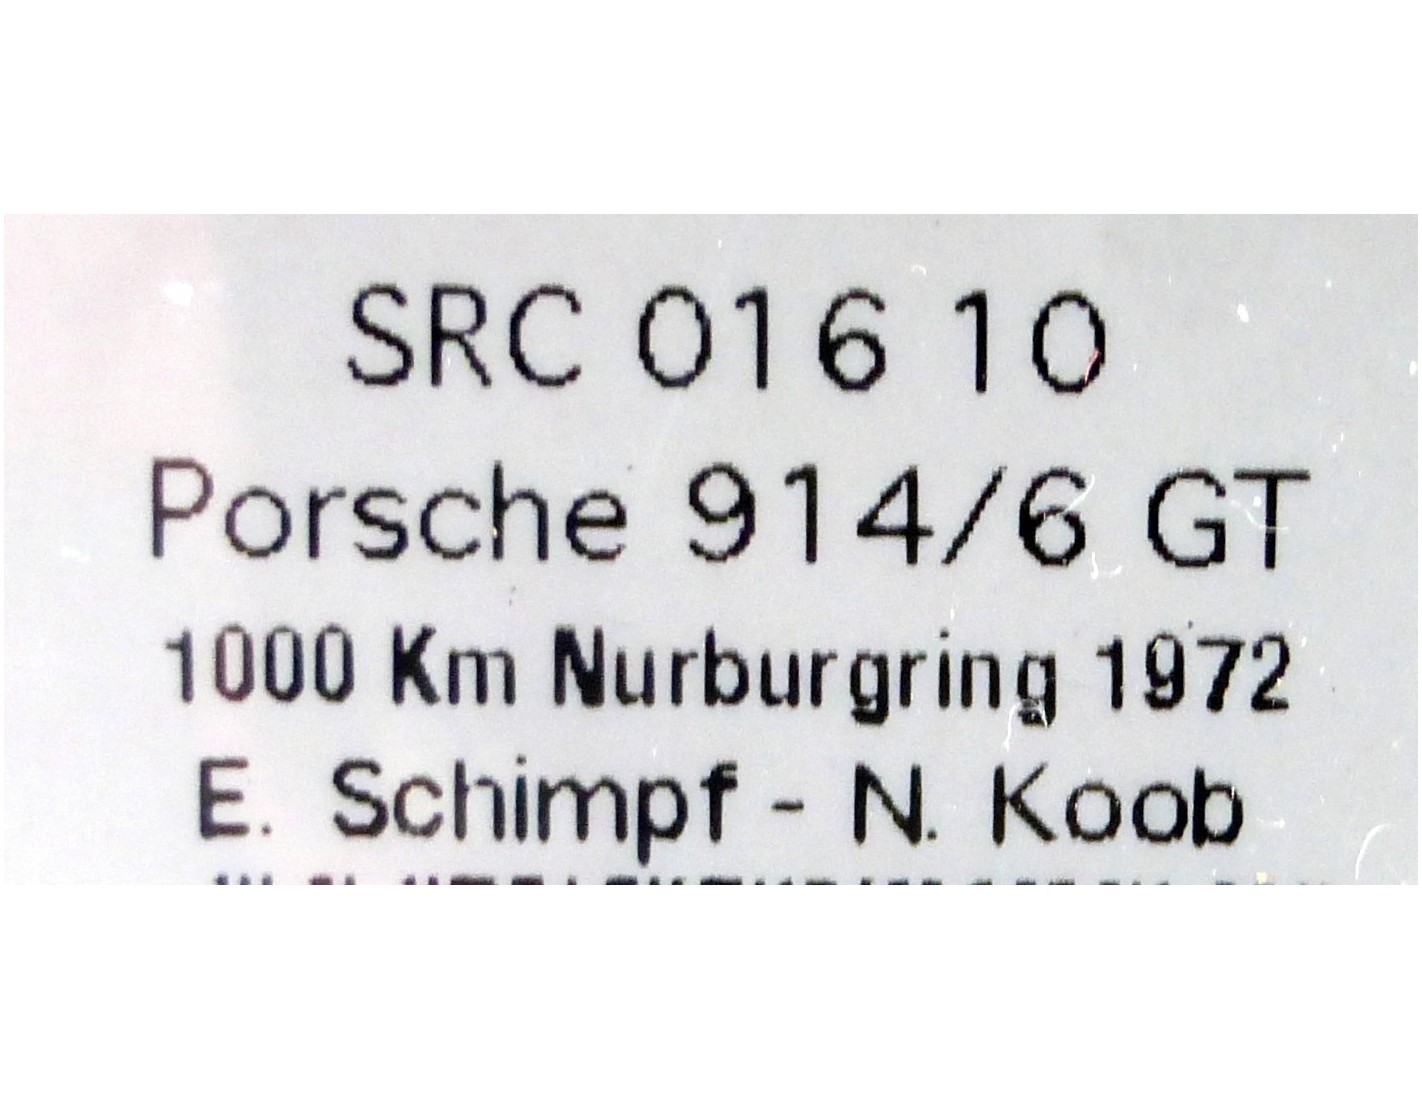 SRC 016 10
Porsche 914/6 GT
1000 Km Nurburgring 1972
E. Schimpf - N. Koob